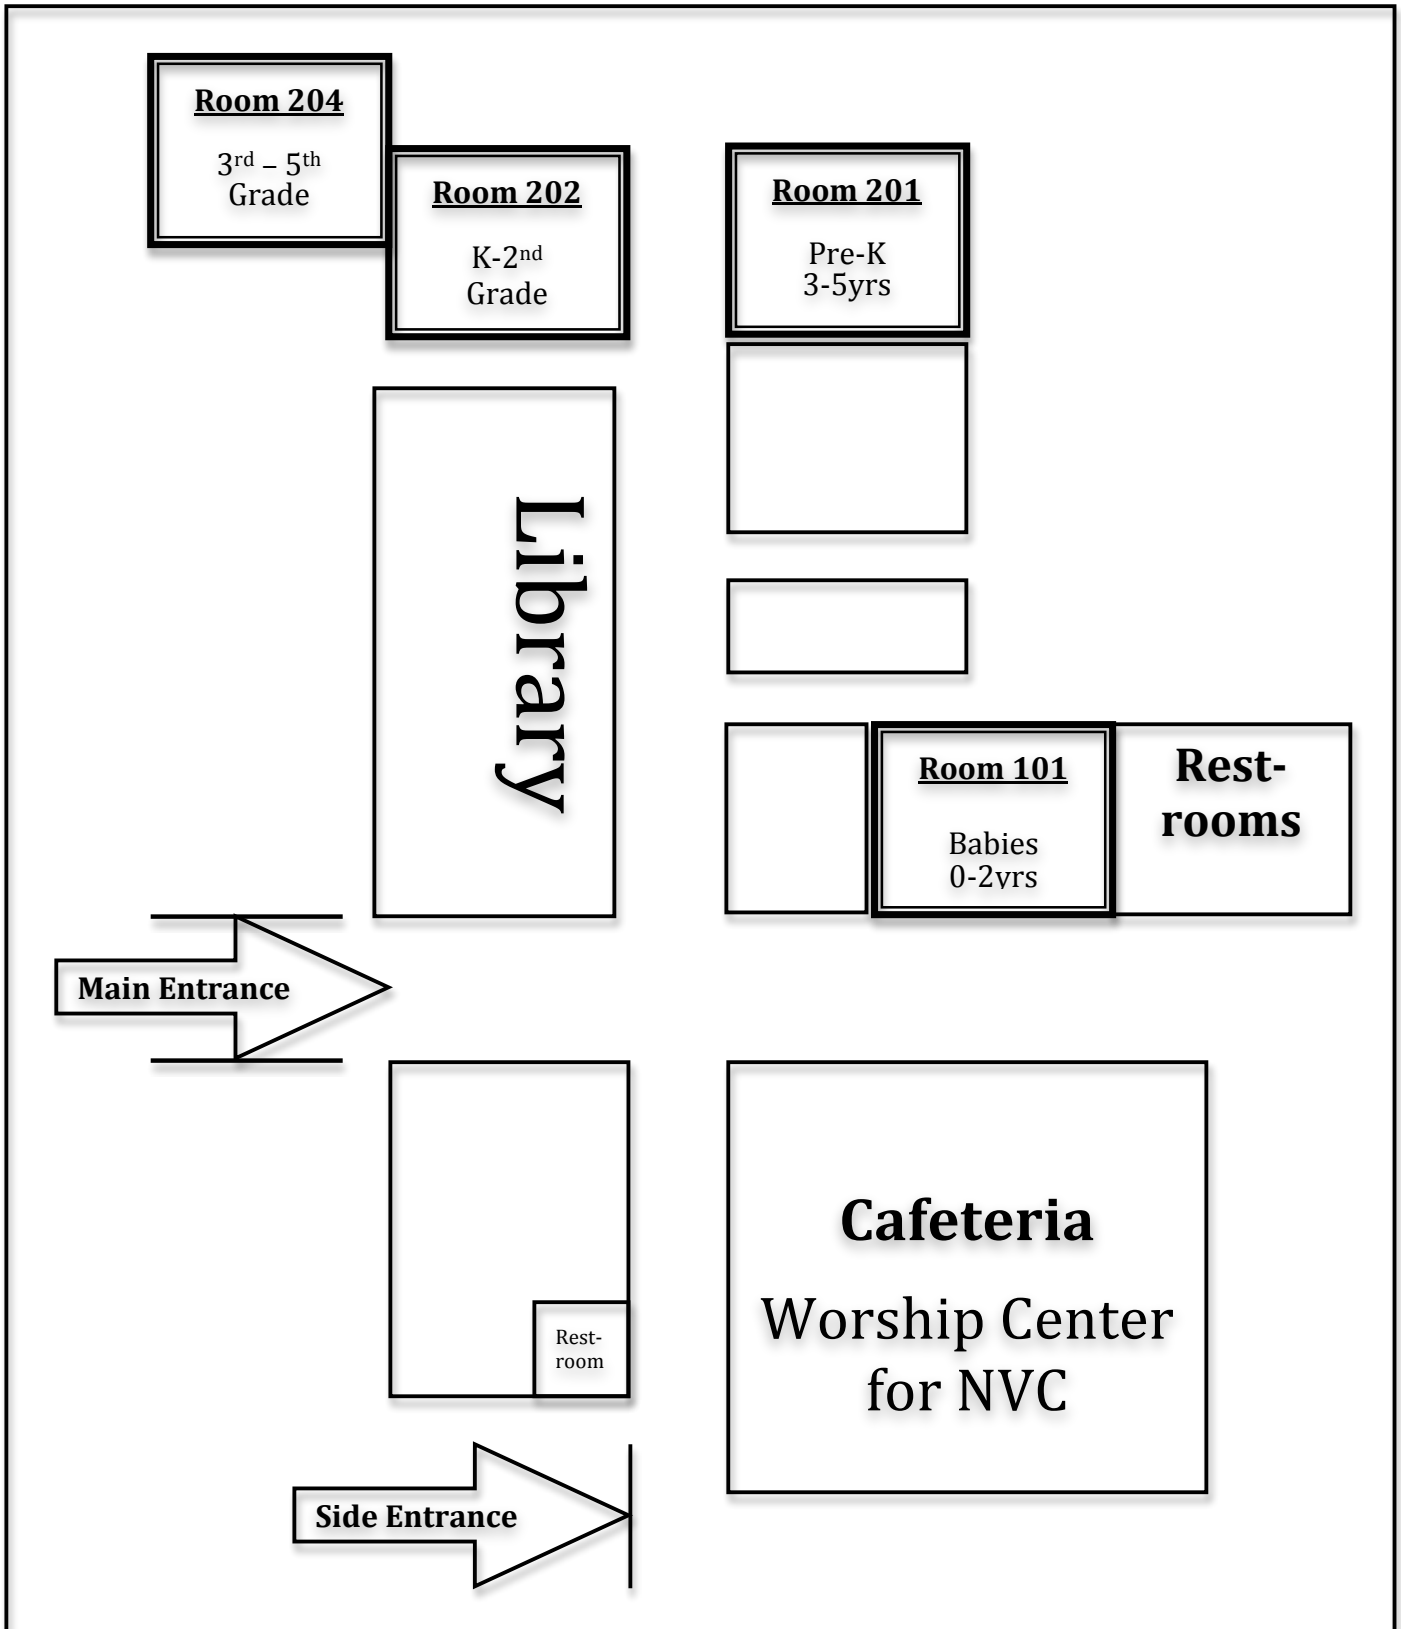 Room 204
3rd – 5th
Grade
Room 202
K-2nd
Grade
Room 201
Pre-K
3-5yrs
Library
Room 101
Babies
0-2yrs
Rest-
rooms
Main Entrance
Cafeteria
Worship Center
for NVC
Rest-
room
Side Entrance